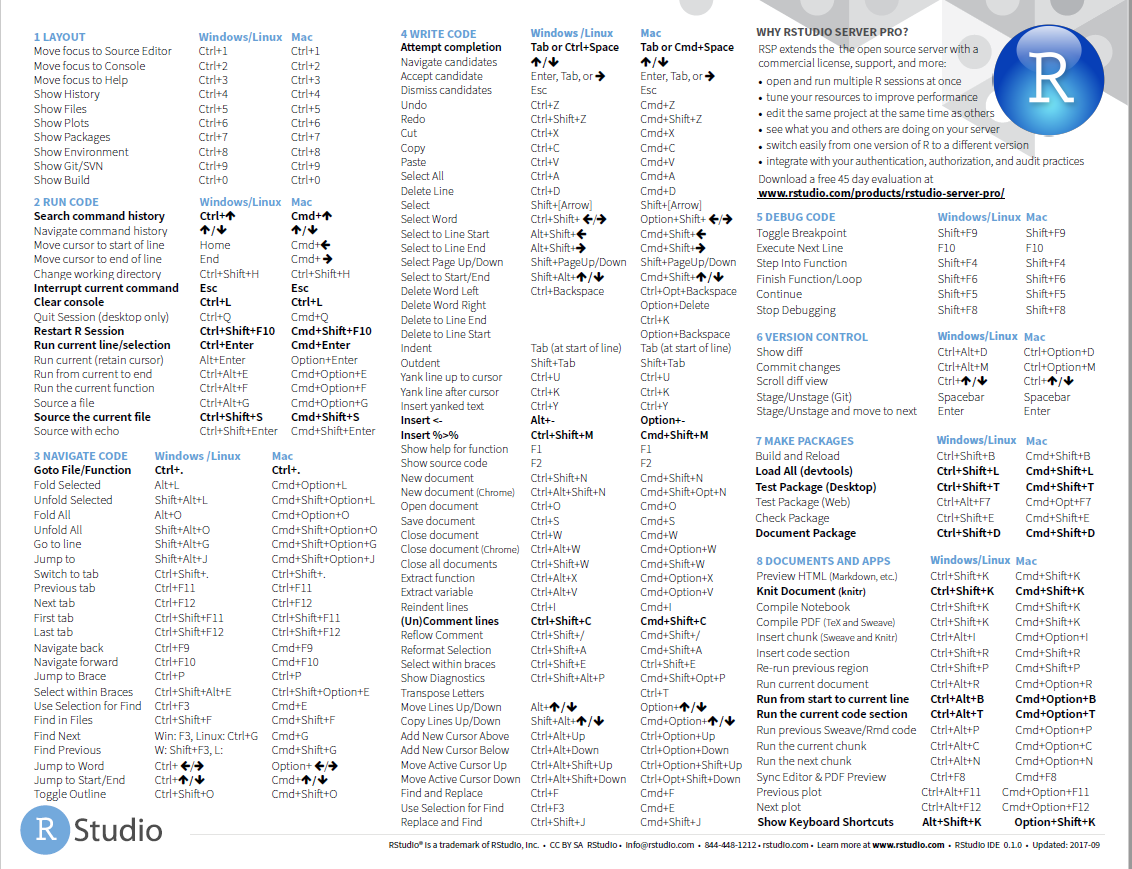 1 LAYOUT Windows/Linux Mac
Move focus to Source Editor Ctrl+1 Ctrl+1
Move focus to Console Ctrl+2 Ctrl+2
Move focus to Help Ctrl+3 Ctrl+3
Show History Ctrl+4 Ctrl+4
Show Files Ctrl+5 Ctrl+5
Show Plots Ctrl+6 Ctrl+6
Show Packages Ctrl+7 Ctrl+7
Show Environment Ctrl+8 Ctrl+8
Show Git/SVN Ctrl+9 Ctrl+9
Show Build Ctrl+0 Ctrl+0
2 RUN CODE Windows/Linux Mac
Search command history Ctrl+↑ Cmd+↑
Navigate command history ↑/↓ ↑/↓
Move cursor to start of line Home Cmd+←
Move cursor to end of line End Cmd+ →
Change working directory Ctrl+Shift+H Ctrl+Shift+H
Interrupt current command Esc Esc
Clear console Ctrl+L Ctrl+L
Quit Session (desktop only) Ctrl+Q Cmd+Q
Restart R Session Ctrl+Shift+F10 Cmd+Shift+F10
Run current line/selection Ctrl+Enter Cmd+Enter
Run current (retain cursor) Alt+Enter Option+Enter
Run from current to end Ctrl+Alt+E Cmd+Option+E
Run the current function Ctrl+Alt+F Cmd+Option+F
Source a file Ctrl+Alt+G Cmd+Option+G
Source the current file Ctrl+Shift+S Cmd+Shift+S
Source with echo Ctrl+Shift+Enter Cmd+Shift+Enter
3 NAVIGATE CODE Windows /Linux Mac
Goto File/Function Ctrl+. Ctrl+.
Fold Selected Alt+L Cmd+Option+L
Unfold Selected Shift+Alt+L Cmd+Shift+Option+L
Fold All Alt+O Cmd+Option+O
Unfold All Shift+Alt+O Cmd+Shift+Option+O
Go to line Shift+Alt+G Cmd+Shift+Option+G
Jump to Shift+Alt+J Cmd+Shift+Option+J
Switch to tab Ctrl+Shift+. Ctrl+Shift+.
Previous tab Ctrl+F11 Ctrl+F11
Next tab Ctrl+F12 Ctrl+F12
First tab Ctrl+Shift+F11 Ctrl+Shift+F11
Last tab Ctrl+Shift+F12 Ctrl+Shift+F12
Navigate back Ctrl+F9 Cmd+F9
Navigate forward Ctrl+F10 Cmd+F10
Jump to Brace Ctrl+P Ctrl+P
Select within Braces Ctrl+Shift+Alt+E Ctrl+Shift+Option+E
Use Selection for Find Ctrl+F3 Cmd+E
Find in Files Ctrl+Shift+F Cmd+Shift+F
Find Next Win: F3, Linux: Ctrl+G Cmd+G
Find Previous W: Shift+F3, L: Cmd+Shift+G
Jump to Word Ctrl+ ←/→ Option+ ←/→
Jump to Start/End Ctrl+↑/↓ Cmd+↑/↓
Toggle Outline Ctrl+Shift+O Cmd+Shift+O
4 WRITE CODE Windows /Linux Mac
Attempt completion Tab or Ctrl+Space Tab or Cmd+Space
Navigate candidates ↑/↓ ↑/↓
Accept candidate Enter, Tab, or → Enter, Tab, or →
Dismiss candidates Esc Esc
Undo Ctrl+Z Cmd+Z
Redo Ctrl+Shift+Z Cmd+Shift+Z
Cut Ctrl+X Cmd+X
Copy Ctrl+C Cmd+C
Paste Ctrl+V Cmd+V
Select All Ctrl+A Cmd+A
Delete Line Ctrl+D Cmd+D
Select Shift+[Arrow] Shift+[Arrow]
Select Word Ctrl+Shift+ ←/→ Option+Shift+ ←/→
Select to Line Start Alt+Shift+← Cmd+Shift+←
Select to Line End Alt+Shift+→ Cmd+Shift+→
Select Page Up/Down Shift+PageUp/Down Shift+PageUp/Down
Select to Start/End Shift+Alt+↑/↓ Cmd+Shift+↑/↓
Delete Word Left Ctrl+Backspace Ctrl+Opt+Backspace
Delete Word Right Option+Delete
Delete to Line End Ctrl+K
Delete to Line Start Option+Backspace
Indent Tab (at start of line) Tab (at start of line)
Outdent Shift+Tab Shift+Tab
Yank line up to cursor Ctrl+U Ctrl+U
Yank line after cursor Ctrl+K Ctrl+K
Insert yanked text Ctrl+Y Ctrl+Y
Insert <- Alt+- Option+-
Insert %>% Ctrl+Shift+M Cmd+Shift+M
Show help for function F1 F1
Show source code F2 F2
New document Ctrl+Shift+N Cmd+Shift+N
New document (Chrome) Ctrl+Alt+Shift+N Cmd+Shift+Opt+N
Open document Ctrl+O Cmd+O
Save document Ctrl+S Cmd+S
Close document Ctrl+W Cmd+W
Close document (Chrome) Ctrl+Alt+W Cmd+Option+W
Close all documents Ctrl+Shift+W Cmd+Shift+W
Extract function Ctrl+Alt+X Cmd+Option+X
Extract variable Ctrl+Alt+V Cmd+Option+V
Reindent lines Ctrl+I Cmd+I
(Un)Comment lines Ctrl+Shift+C Cmd+Shift+C
Reflow Comment Ctrl+Shift+/ Cmd+Shift+/
Reformat Selection Ctrl+Shift+A Cmd+Shift+A
Select within braces Ctrl+Shift+E Ctrl+Shift+E
Show Diagnostics Ctrl+Shift+Alt+P Cmd+Shift+Opt+P
Transpose Letters Ctrl+T
Move Lines Up/Down Alt+↑/↓ Option+↑/↓
Copy Lines Up/Down Shift+Alt+↑/↓ Cmd+Option+↑/↓
Add New Cursor Above Ctrl+Alt+Up Ctrl+Option+Up
Add New Cursor Below Ctrl+Alt+Down Ctrl+Option+Down
Move Active Cursor Up Ctrl+Alt+Shift+Up Ctrl+Option+Shift+Up
Move Active Cursor Down Ctrl+Alt+Shift+Down Ctrl+Opt+Shift+Down
Find and Replace Ctrl+F Cmd+F
Use Selection for Find Ctrl+F3 Cmd+E
Replace and Find Ctrl+Shift+J Cmd+Shift+J
WHY RSTUDIO SERVER PRO?
RSP extends the the open source server with a
commercial license, support, and more:
• open and run multiple R sessions at once
• tune your resources to improve performance
• edit the same project at the same time as others
• see what you and others are doing on your server
• switch easily from one version of R to a different version
• integrate with your authentication, authorization, and audit practices
Download a free 45 day evaluation at
www.rstudio.com/products/rstudio-server-pro/
R
5 DEBUG CODE Windows/Linux Mac
Toggle Breakpoint Shift+F9 Shift+F9
Execute Next Line F10 F10
Step Into Function Shift+F4 Shift+F4
Finish Function/Loop Shift+F6 Shift+F6
Continue Shift+F5 Shift+F5
Stop Debugging Shift+F8 Shift+F8
6 VERSION CONTROL Windows/Linux Mac
Show diff Ctrl+Alt+D Ctrl+Option+D
Commit changes Ctrl+Alt+M Ctrl+Option+M
Scroll diff view Ctrl+↑/↓ Ctrl+↑/↓
Stage/Unstage (Git) Spacebar Spacebar
Stage/Unstage and move to next Enter Enter
7 MAKE PACKAGES Windows/Linux Mac
Build and Reload Ctrl+Shift+B Cmd+Shift+B
Load All (devtools) Ctrl+Shift+L Cmd+Shift+L
Test Package (Desktop) Ctrl+Shift+T Cmd+Shift+T
Test Package (Web) Ctrl+Alt+F7 Cmd+Opt+F7
Check Package Ctrl+Shift+E Cmd+Shift+E
Document Package Ctrl+Shift+D Cmd+Shift+D
8 DOCUMENTS AND APPS Windows/Linux Mac
Preview HTML (Markdown, etc.) Ctrl+Shift+K Cmd+Shift+K
Knit Document (knitr) Ctrl+Shift+K Cmd+Shift+K
Compile Notebook Ctrl+Shift+K Cmd+Shift+K
Compile PDF (TeX and Sweave) Ctrl+Shift+K Cmd+Shift+K
Insert chunk (Sweave and Knitr) Ctrl+Alt+I Cmd+Option+I
Insert code section Ctrl+Shift+R Cmd+Shift+R
Re-run previous region Ctrl+Shift+P Cmd+Shift+P
Run current document Ctrl+Alt+R Cmd+Option+R
Run from start to current line Ctrl+Alt+B Cmd+Option+B
Run the current code section Ctrl+Alt+T Cmd+Option+T
Run previous Sweave/Rmd code Ctrl+Alt+P Cmd+Option+P
Run the current chunk Ctrl+Alt+C Cmd+Option+C
Run the next chunk Ctrl+Alt+N Cmd+Option+N
Sync Editor & PDF Preview Ctrl+F8 Cmd+F8
Previous plot Ctrl+Alt+F11 Cmd+Option+F11
Next plot Ctrl+Alt+F12 Cmd+Option+F12
Show Keyboard Shortcuts Alt+Shift+K Option+Shift+K
R Studio
RStudio® is a trademark of RStudio, Inc. • CC BY SA RStudio • info@rstudio.com • 844-448-1212 • rstudio.com • Learn more at www.rstudio.com • RStudio IDE 0.1.0 • Updated: 2017-09